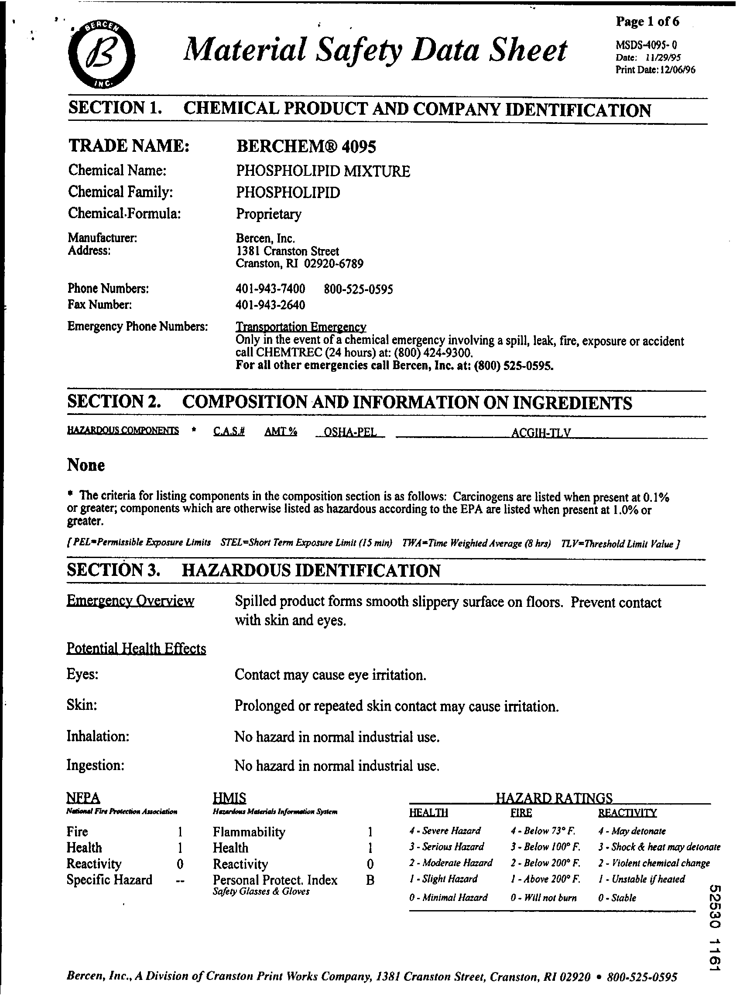 BERCEN
B
INC.
Material Safety Data Sheet
Page 1 of 6
MSDS-4095- 0
Date: 11/29/95
Print Date: 12/06/96
SECTION 1. CHEMICAL PRODUCT AND COMPANY IDENTIFICATION
TRADE NAME: BERCHEM® 4095
Chemical Name: PHOSPHOLIPID MIXTURE
Chemical Family: PHOSPHOLIPID
Chemical Formula: Proprietary
Manufacturer: Bercen, Inc.
Address: 1381 Cranston Street
Cranston, RI 02920-6789
Phone Numbers: 401-943-7400 800-525-0595
Fax Number: 401-943-2640
Emergency Phone Numbers: Transportation Emergency
Only in the event of a chemical emergency involving a spill, leak, fire, exposure or accident
call CHEMTREC (24 hours) at: (800) 424-9300.
For all other emergencies call Bercen, Inc. at: (800) 525-0595.
SECTION 2. COMPOSITION AND INFORMATION ON INGREDIENTS
HAZARDOUS COMPONENTS * C.A.S.# AMT % OSHA-PEL ACGIH-TLV
None
* The criteria for listing components in the composition section is as follows: Carcinogens are listed when present at 0.1%
or greater; components which are otherwise listed as hazardous according to the EPA are listed when present at 1.0% or
greater.
[ PEL=Permissible Exposure Limits STEL=Short Term Exposure Limit (15 min) TWA=Time Weighted Average (8 hrs) TLV=Threshold Limit Value ]
SECTION 3. HAZARDOUS IDENTIFICATION
Emergency Overview Spilled product forms smooth slippery surface on floors. Prevent contact
with skin and eyes.
Potential Health Effects
Eyes: Contact may cause eye irritation.
Skin: Prolonged or repeated skin contact may cause irritation.
Inhalation: No hazard in normal industrial use.
Ingestion: No hazard in normal industrial use.
NFPA HMIS HAZARD RATINGS
National Fire Protection Association Hazardous Materials Information System HEALTH FIRE REACTIVITY
Fire 1 Flammability 1 4 - Severe Hazard 4 - Below 73° F. 4 - May detonate
Health 1 Health 1 3 - Serious Hazard 3 - Below 100° F. 3 - Shock & heat may detonate
Reactivity 0 Reactivity 0 2 - Moderate Hazard 2 - Below 200° F. 2 - Violent chemical change
Specific Hazard -- Personal Protect. Index B 1 - Slight Hazard 1 - Above 200° F. 1 - Unstable if heated
Safety Glasses & Gloves 0 - Minimal Hazard 0 - Will not burn 0 - Stable
52530 1161
Bercen, Inc., A Division of Cranston Print Works Company, 1381 Cranston Street, Cranston, RI 02920 • 800-525-0595